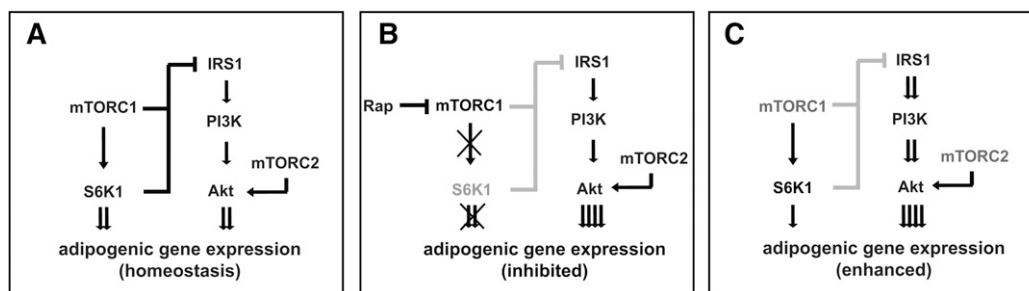 A
IRS1
mTORC1
PI3K
mTORC2
S6K1
Akt
adipogenic gene expression
(homeostasis)
B
IRS1
Rap
mTORC1
PI3K
mTORC2
S6K1
Akt
adipogenic gene expression
(inhibited)
C
IRS1
mTORC1
PI3K
mTORC2
S6K1
Akt
adipogenic gene expression
(enhanced)